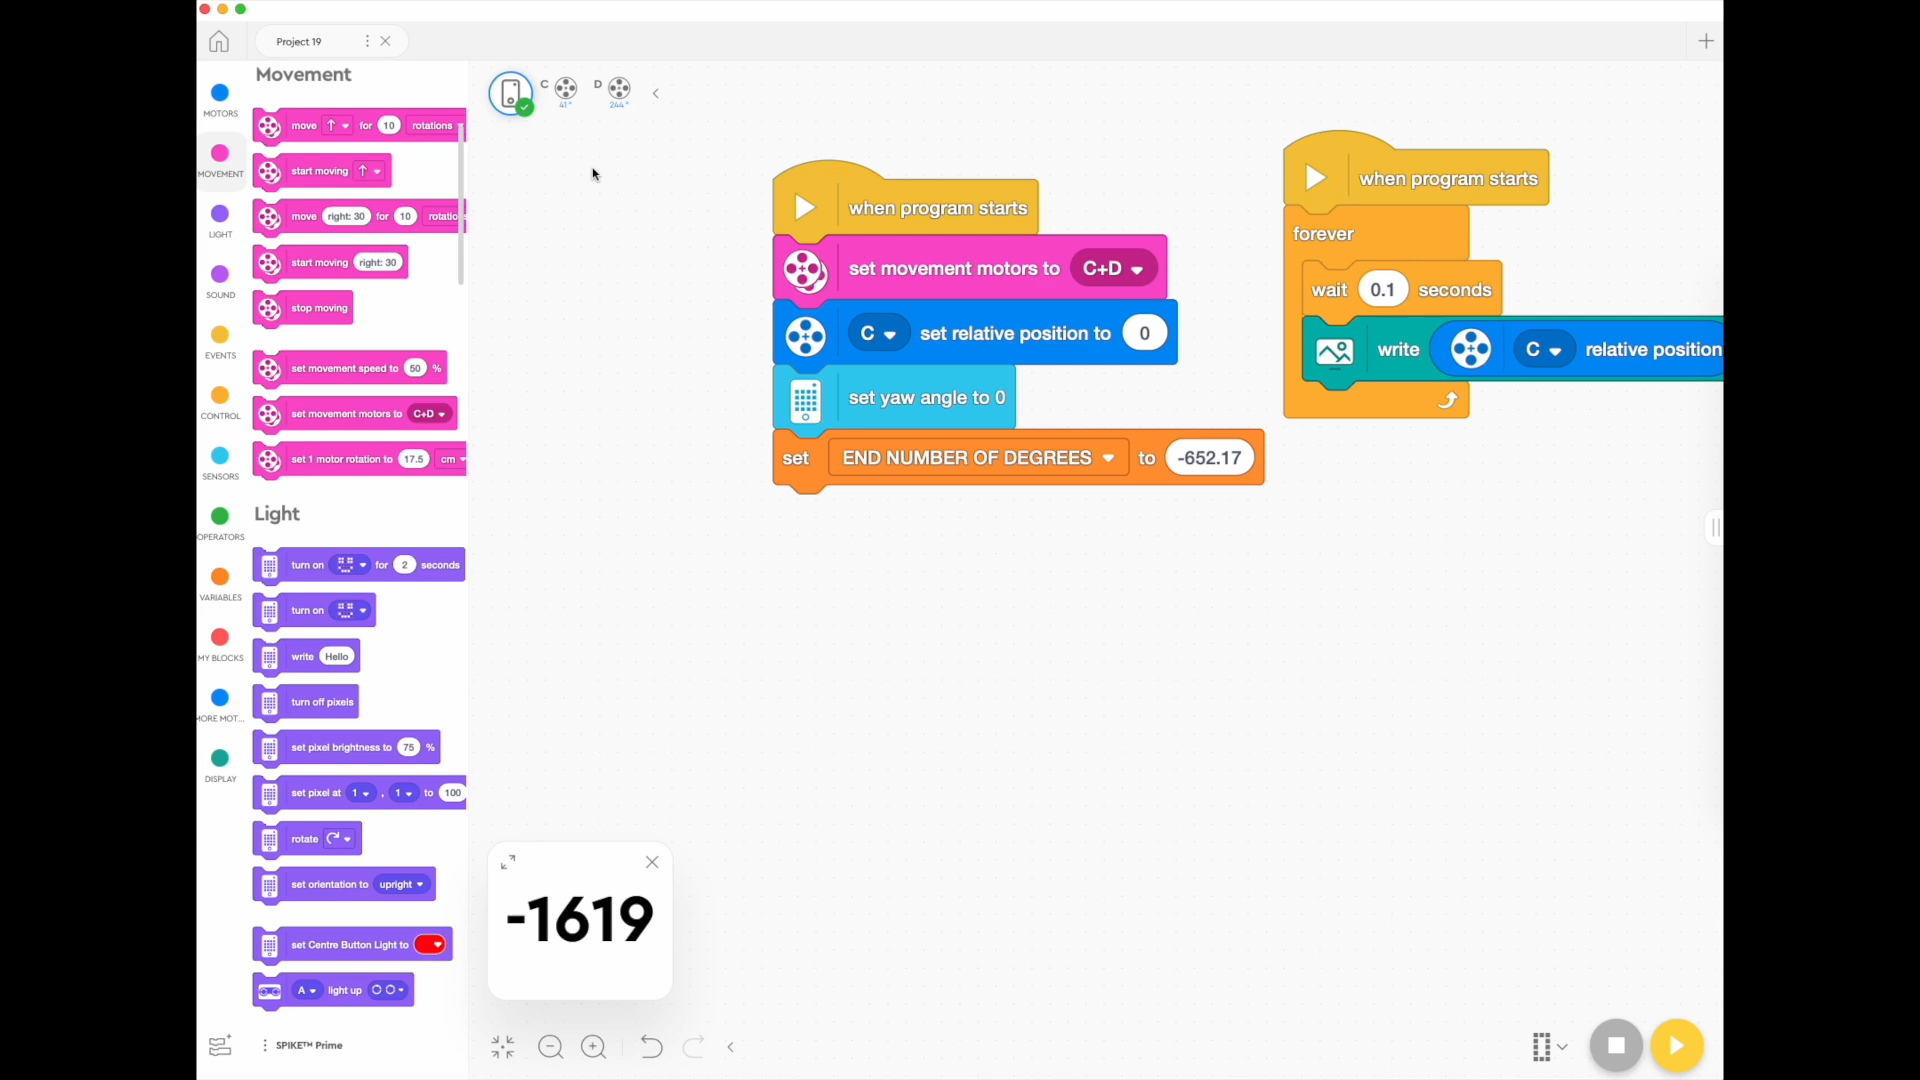 Project 19
MOTORS
MOVEMENT
LIGHT
SOUND
EVENTS
CONTROL
SENSORS
OPERATORS
VARIABLES
MY BLOCKS
MORE MOT...
DISPLAY
Movement
move for 10 rotations
start moving
move right: 30 for 10 rotatio
start moving right: 30
stop moving
set movement speed to 50 %
set movement motors to C+D
set 1 motor rotation to 17.5 cm
Light
turn on for 2 seconds
turn on
write Hello
turn off pixels
set pixel brightness to 75 %
set pixel at 1 , 1 to 100
rotate
set orientation to upright
set Centre Button Light to
A light up
SPIKE™ Prime
C 41°
D 244°
when program starts
set movement motors to C+D
C set relative position to 0
set yaw angle to 0
set END NUMBER OF DEGREES to -652.17
when program starts
forever
wait 0.1 seconds
write C relative position
-1619